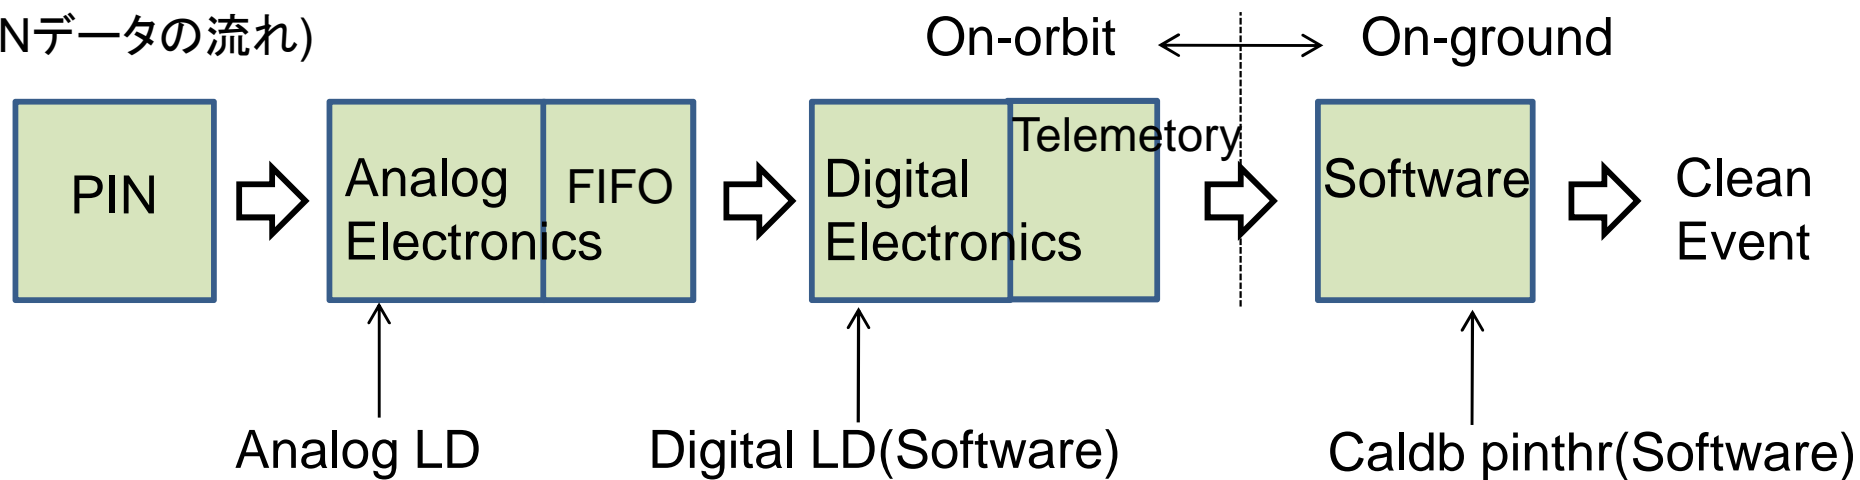 Nデータの流れ)
On-orbit
On-ground
PIN
Analog
Electronics
FIFO
Digital
Electronics
Telemetory
Software
Clean
Event
Analog LD
Digital LD(Software)
Caldb pinthr(Software)